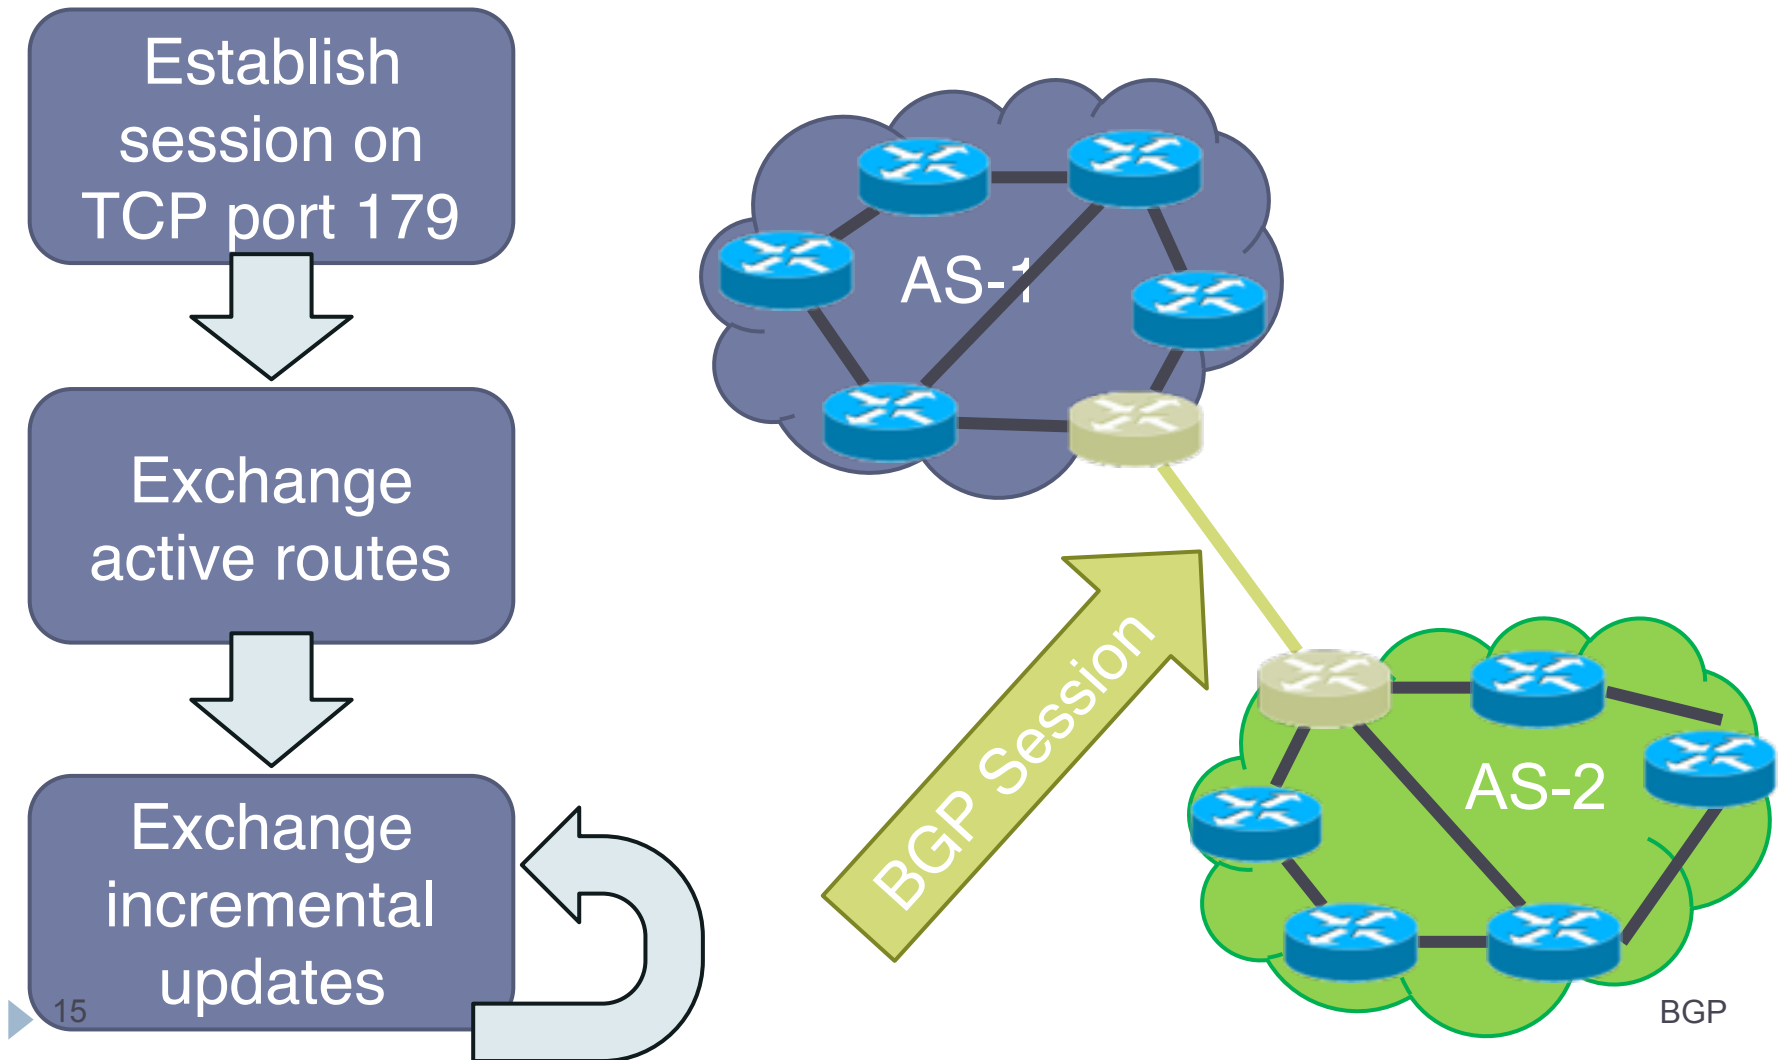 Establish
session on
TCP port 179
Exchange
active routes
Exchange
incremental
updates
AS-1
BGP Session
AS-2
15
BGP